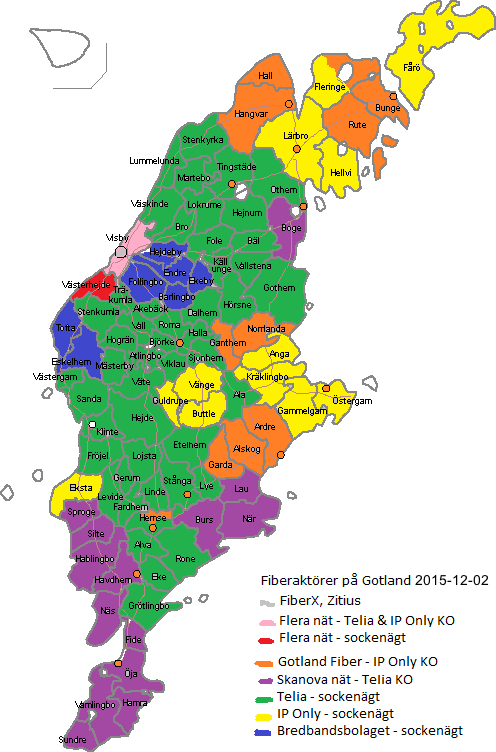 Fårö
Hall
Fleringe
Hangvar
Bunge
Rute
Lärbro
Stenkyrka
Lummelunda
Tingstäde
Hellvi
Martebo
Othem
Väskinde
Lokrume
Hejnum
Bro
Boge
Visby
Fole
Bäl
Hejdeby
Käll
unge
Vallstena
Endre
Västerhejde
Follingbo
Ekeby
Gothem
Trä-
kumla
Barlingbo
Stenkumla
Akebäck
Dalhem
Hörsne
Tofta
Väll
Roma
Norrlanda
Halla
Hogrän
Björke
Ganthem
Atlingbo
Anga
Eskelhem
Mästerby
Viklau
Sjonhem
Västergarn
Kräklingbo
Väte
Vänge
Sanda
Guldrupe
Ala
Östergarn
Hejde
Buttle
Gammelgarn
Klinte
Ardre
Etelhem
Alskog
Fröjel
Lojsta
Garda
Gerum
Stånga
Eksta
Linde
Lye
Lau
Levide
Fardhem
Sproge
Hemse
Burs
När
Silte
Alva
Hablingbo
Rone
Havdhem
Eke
Näs
Grötlingbo
Fide
Öja
Vamlingbo
Hamra
Sundre
Fiberaktörer på Gotland 2015-12-02
FiberX, Zitius
Flera nät - Telia & IP Only KO
Flera nät - sockenägt
Gotland Fiber - IP Only KO
Skanova nät - Telia KO
Telia - sockenägt
IP Only - sockenägt
Bredbandsbolaget - sockenägt